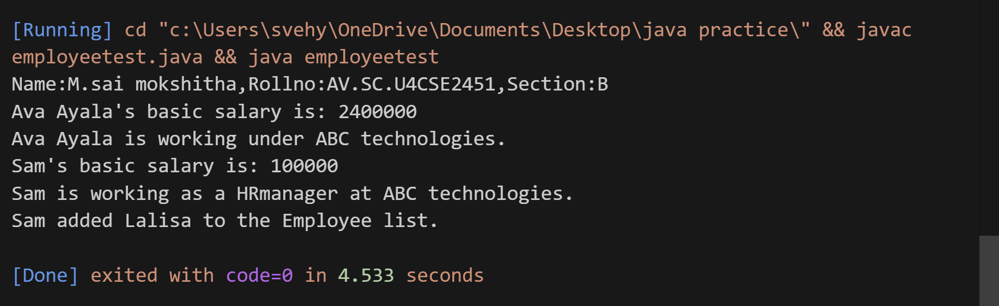 [Running] cd "c:\Users\svehy\OneDrive\Documents\Desktop\java practice\" && javac
employeetest.java && java employeetest
Name:M.sai mokshitha,Rollno:AV.SC.U4CSE2451,Section:B
Ava Ayala's basic salary is: 2400000
Ava Ayala is working under ABC technologies.
Sam's basic salary is: 100000
Sam is working as a HRmanager at ABC technologies.
Sam added Lalisa to the Employee list.
[Done] exited with code=0 in 4.533 seconds